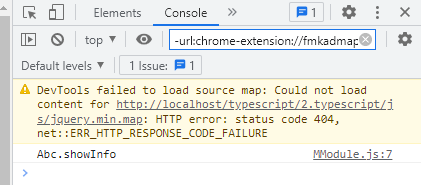 Elements Console » 1
top ▼ -url:chrome-extension://fmkadmap
Default levels ▼ 1 Issue: 1
DevTools failed to load source map: Could not load
content for http://localhost/typescript/2.typescript/j
s/jquery.min.map: HTTP error: status code 404,
net::ERR_HTTP_RESPONSE_CODE_FAILURE
Abc.showInfo MModule.js:7